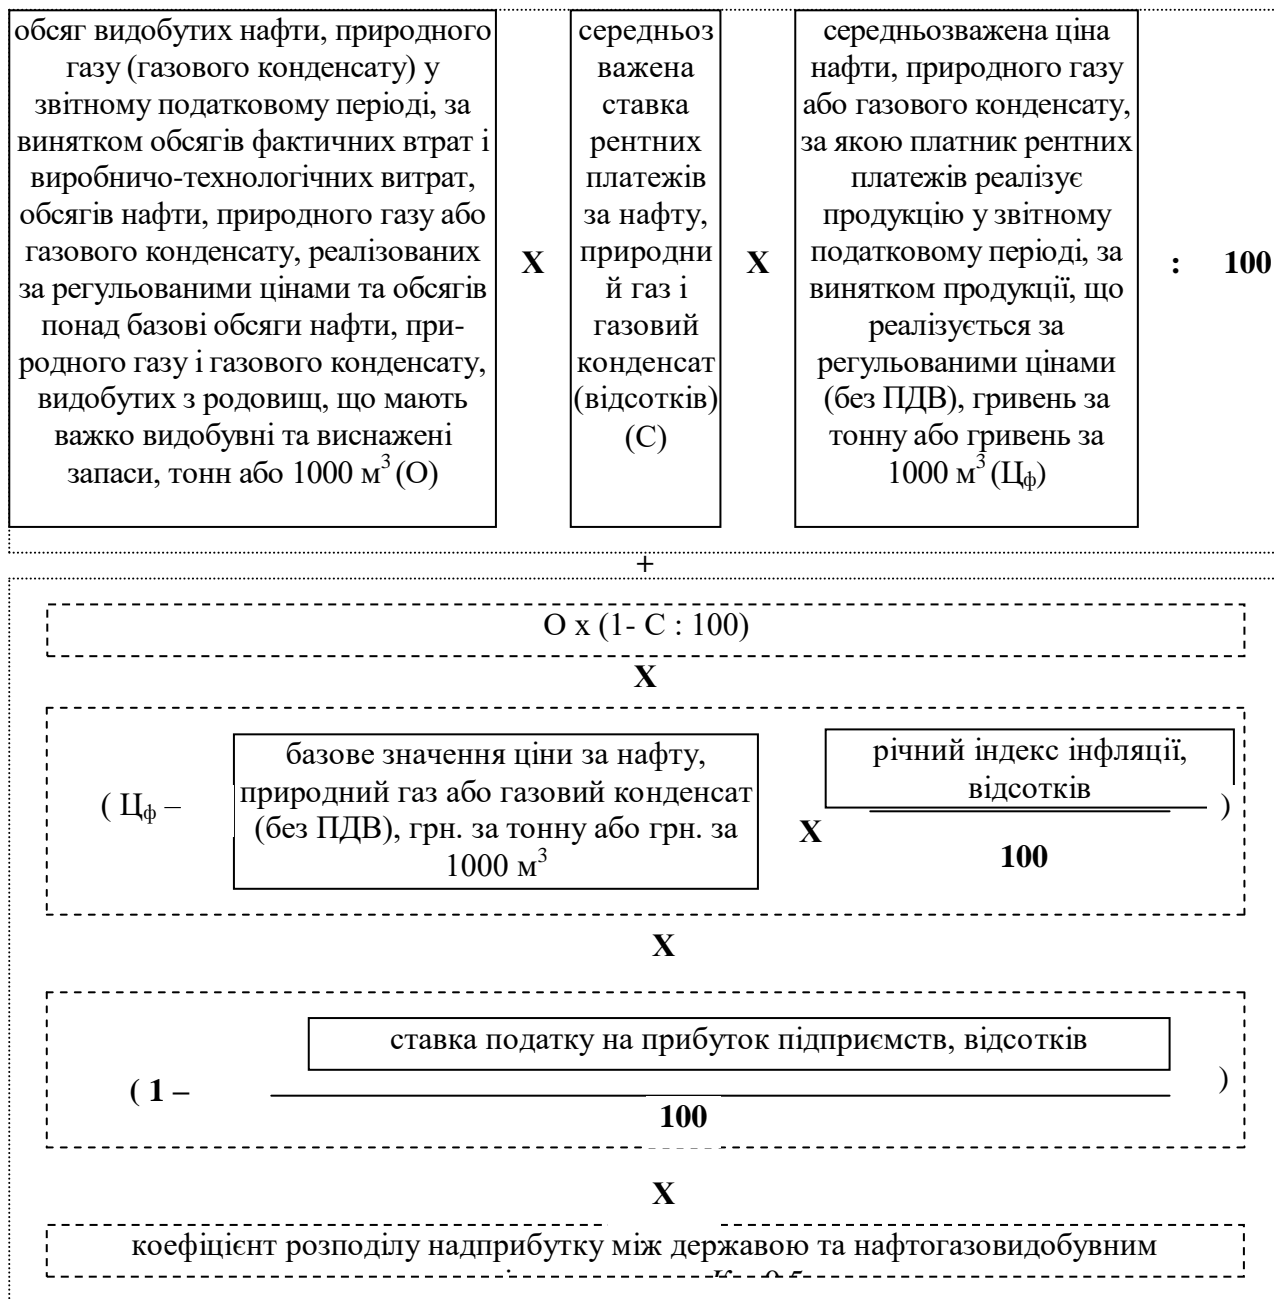 обсяг видобутих нафти, природного
газу (газового конденсату) у
звітному податковому періоді, за
винятком обсягів фактичних втрат і
виробничо-технологічних витрат,
обсягів нафти, природного газу або
газового конденсату, реалізованих
за регульованими цінами та обсягів
понад базові обсяги нафти, при-
родного газу і газового конденсату,
видобутих з родовищ, що мають
важко видобувні та виснажені
запаси, тонн або 1000 м³ (О)
X
середньоз
важена
ставка
рентних
платежів
за нафту,
природни
й газ і
газовий
конденсат
(відсотків)
(С)
X
середньозважена ціна
нафти, природного газу
або газового конденсату,
за якою платник рентних
платежів реалізує
продукцію у звітному
податковому періоді, за
винятком продукції, що
реалізується за
регульованими цінами
(без ПДВ), гривень за
тонну або гривень за
1000 м³ (Цф)
: 100
+
О х (1- С : 100)
X
( Цф –
базове значення ціни за нафту,
природний газ або газовий конденсат
(без ПДВ), грн. за тонну або грн. за
1000 м³
X
річний індекс інфляції,
відсотків
100
)
X
( 1 –
ставка податку на прибуток підприємств, відсотків
100
)
X
коефіцієнт розподілу надприбутку між державою та нафтогазовидобувним